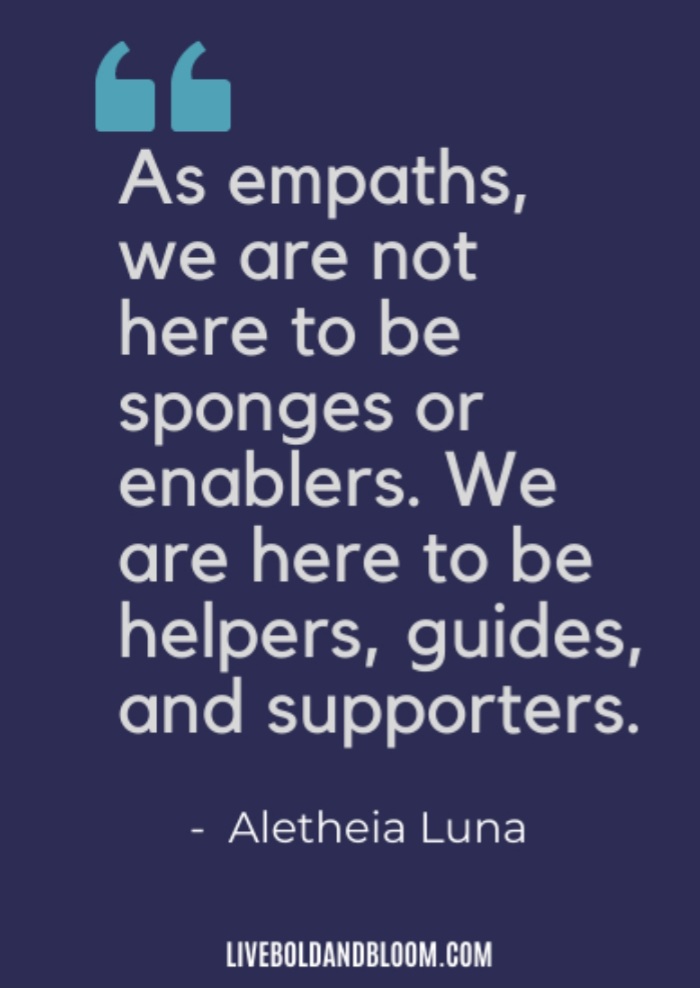 As empaths,
we are not
here to be
sponges or
enablers. We
are here to be
helpers, guides,
and supporters.
- Aletheia Luna
LIVEBOLDANDBLOOM.COM